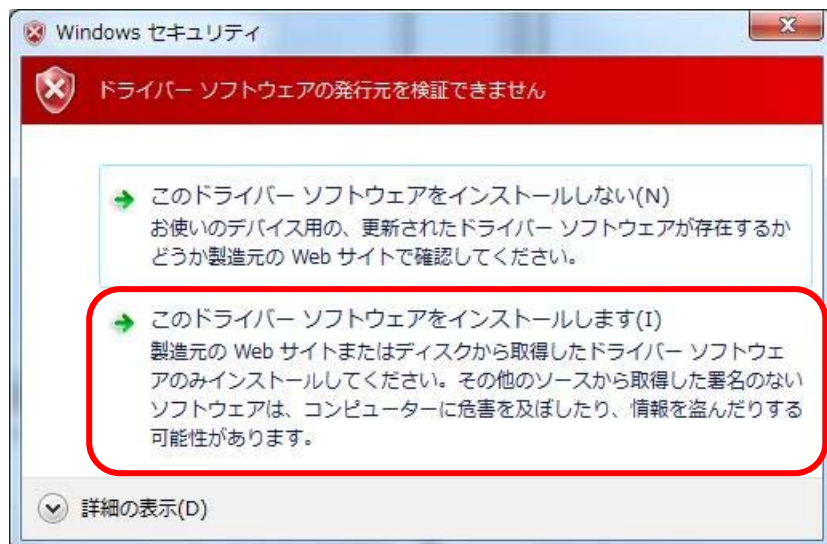 Windows セキュリティ
ドライバー ソフトウェアの発行元を検証できません
このドライバー ソフトウェアをインストールしない(N)
お使いのデバイス用の、更新されたドライバー ソフトウェアが存在するか
どうか製造元の Web サイトで確認してください。
このドライバー ソフトウェアをインストールします(I)
製造元の Web サイトまたはディスクから取得したドライバー ソフトウェ
アのみインストールしてください。その他のソースから取得した署名のない
ソフトウェアは、コンピューターに危害を及ぼしたり、情報を盗んだりする
可能性があります。
詳細の表示(D)